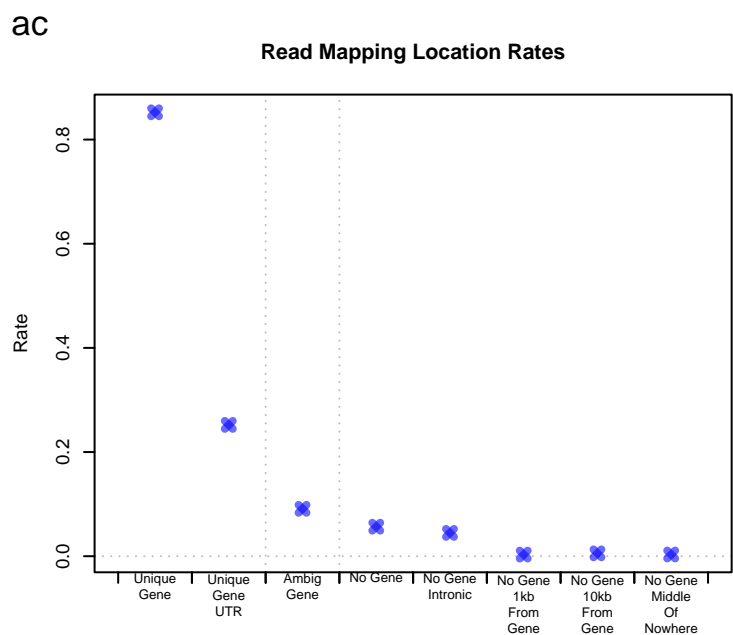 ac
Read Mapping Location Rates
Rate
0.8
0.6
0.4
0.2
0.0
Unique
Gene
Unique
Gene
UTR
Ambig
Gene
No Gene
No Gene
Intronic
No Gene
1kb
From
Gene
No Gene
10kb
From
Gene
No Gene
Middle
Of
Nowhere